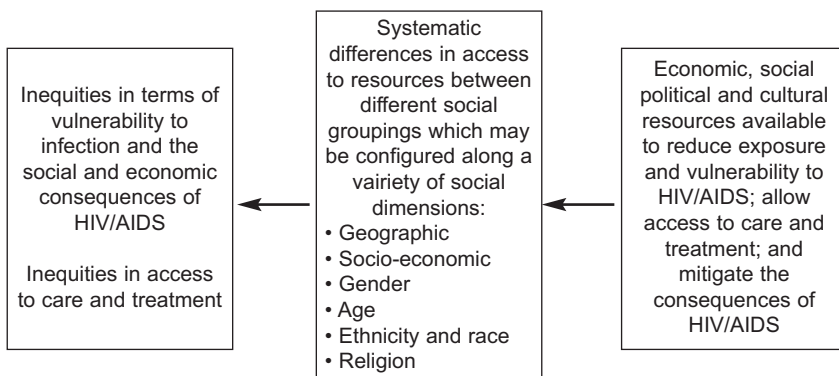 Inequities in terms of
vulnerability to
infection and the
social and economic
consequences of
HIV/AIDS
Inequities in access
to care and treatment
Systematic
differences in access
to resources between
different social
groupings which may
be configured along a
vairiety of social
dimensions:
• Geographic
• Socio-economic
• Gender
• Age
• Ethnicity and race
• Religion
Economic, social
political and cultural
resources available
to reduce exposure
and vulnerability to
HIV/AIDS; allow
access to care and
treatment; and
mitigate the
consequences of
HIV/AIDS